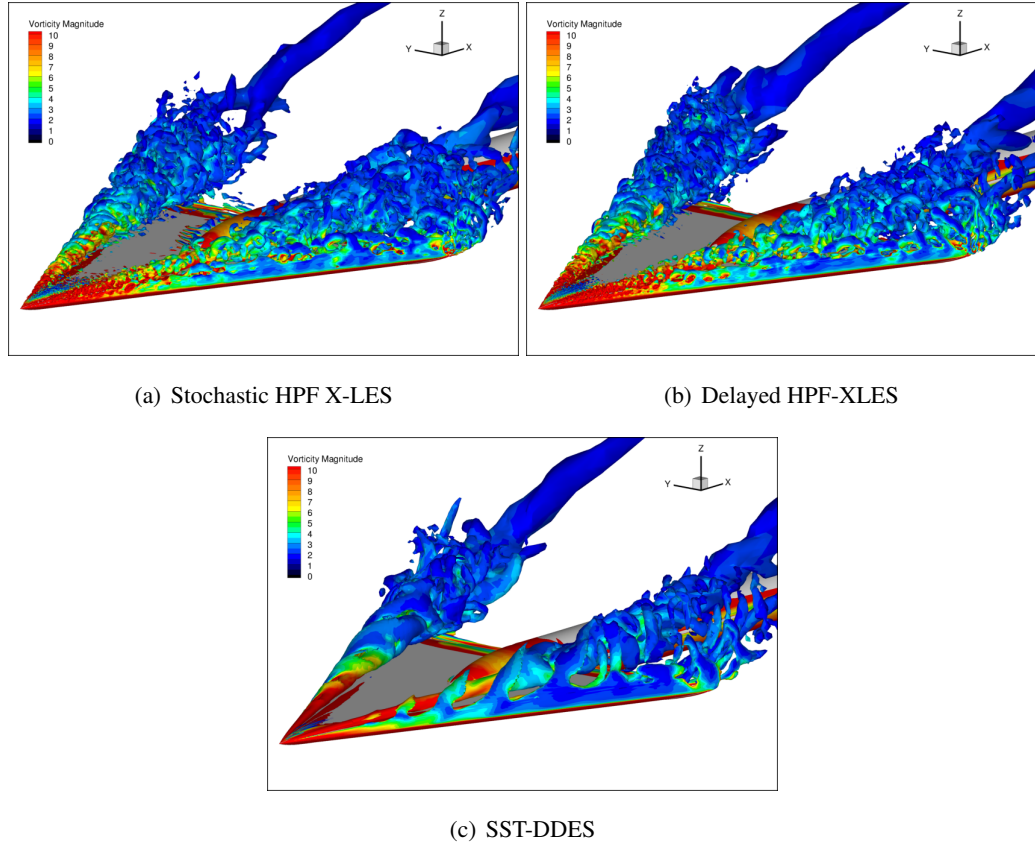 Vorticity Magnitude
10
9
8
7
6
5
4
3
2
1
0
Z
Y
X
Vorticity Magnitude
10
9
8
7
6
5
4
3
2
1
0
Z
Y
X
(a) Stochastic HPF X-LES
(b) Delayed HPF-XLES
Vorticity Magnitude
10
9
8
7
6
5
4
3
2
1
0
Z
Y
X
(c) SST-DDES